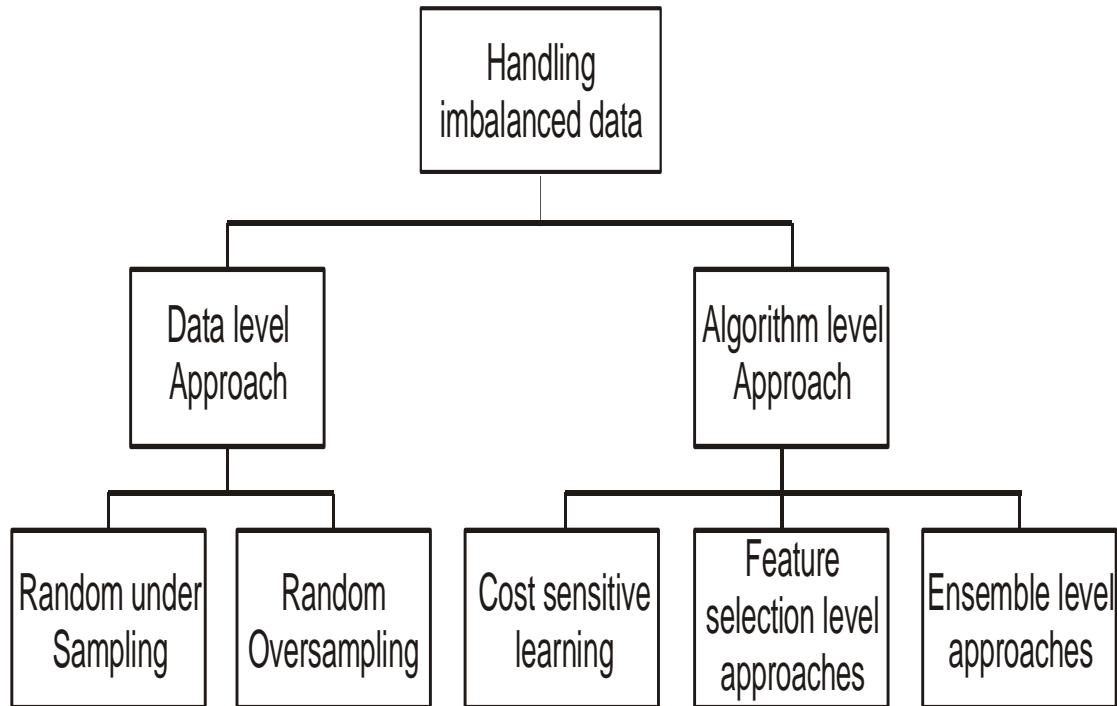 Handling
imbalanced data
Data level
Approach
Algorithm level
Approach
Random under
Sampling
Random
Oversampling
Cost sensitive
learning
Feature
selection level
approaches
Ensemble level
approaches